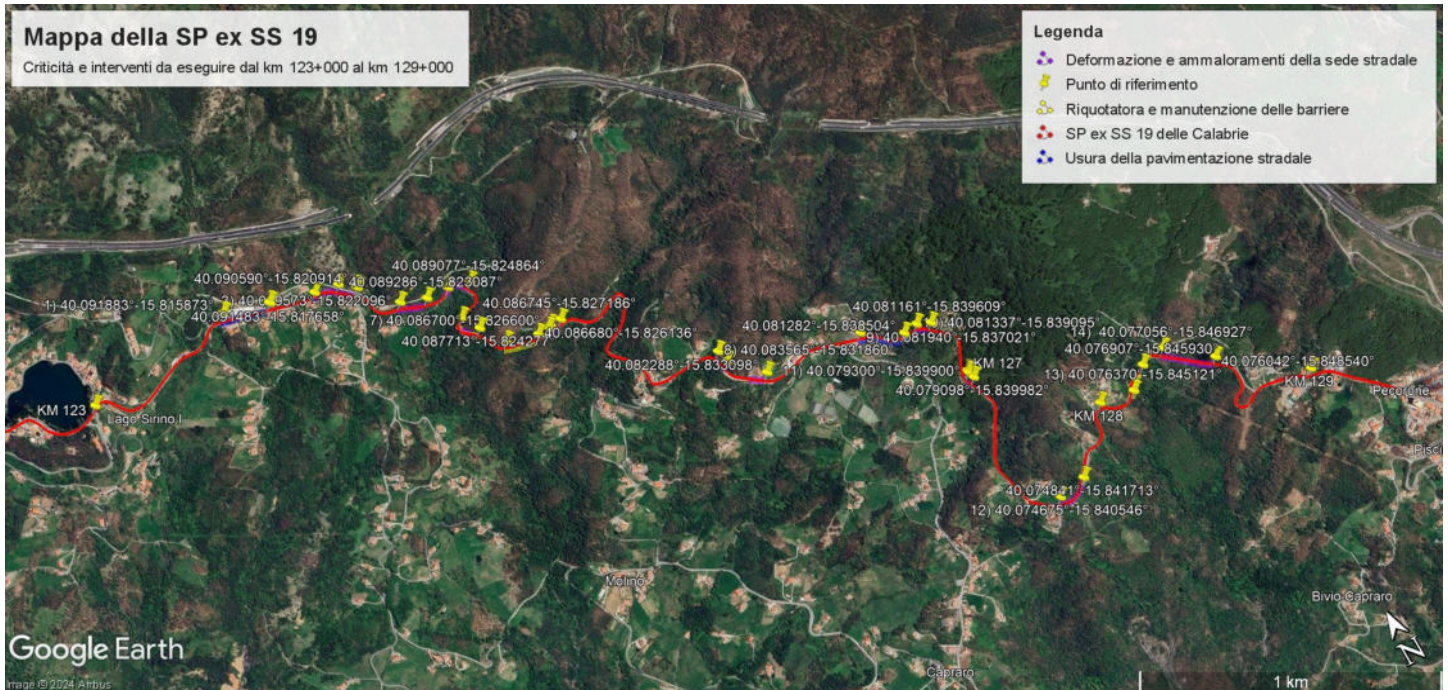 Mappa della SP ex SS 19
Criticità e interventi da eseguire dal km 123+000 al km 129+000
Legenda
Deformazione e ammaloramenti della sede stradale
Punto di riferimento
Riquotatora e manutenzione delle barriere
SP ex SS 19 delle Calabrie
Usura della pavimentazione stradale
40.089077°-15.824864°
40.090590°-15.820914°
40.089286°-15.823087°
1) 40.091883°-15.815873°
40.089573°-15.822096°
40.091483°-15.817658°
40.086745°-15.827186°
7) 40.086700°-15.826600°
40.086680°-15.826136°
40.087713°-15.824277°
40.081161°-15.839609°
40.081282°-15.838504°
40.081337°-15.839095°
9) 40.081940°-15.837021°
8) 40.083565°-15.831860°
40.082288°-15.833098°
11) 40.079300°-15.839900°
KM 127
40.079098°-15.839982°
14) 40.077056°-15.846927°
40.076907°-15.845930°
40.076042°-15.848540°
13) 40.076370°-15.845121°
KM 129
Pecorone
KM 123
Lago Sirino I
KM 128
40.074811°-15.841713°
12) 40.074675°-15.840546°
Molino
Bivio Capraro
Capraro
N
Google Earth
Image © 2024 Airbus
1 km